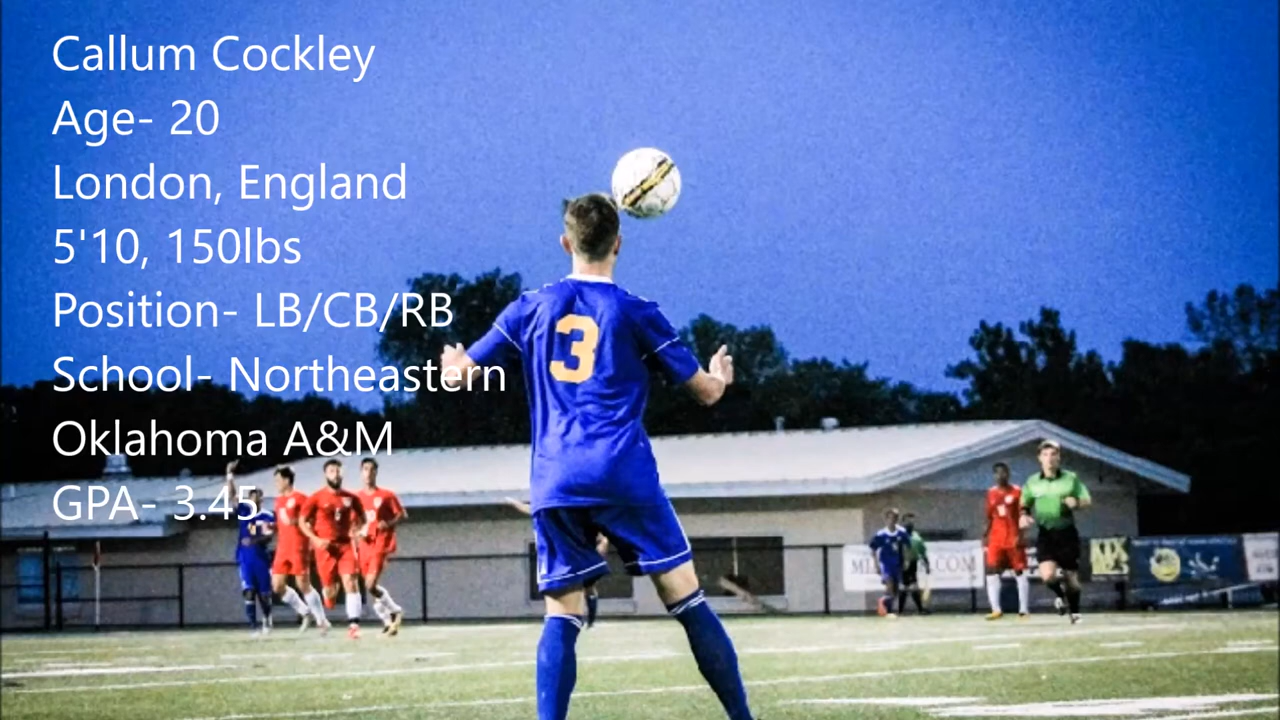 Callum Cockley
Age- 20
London, England
5'10, 150lbs
Position- LB/CB/RB
School- Northeastern
Oklahoma A&M
GPA- 3.45
3